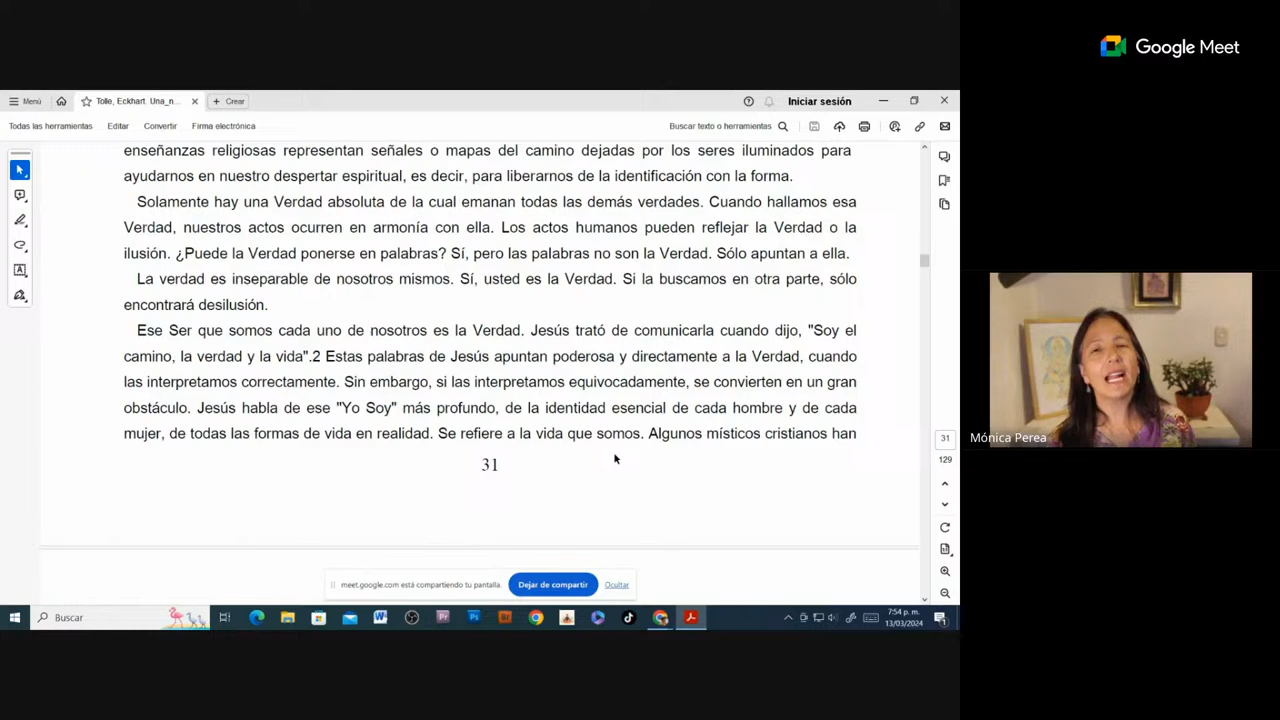 Google Meet
Menú
Tolle, Eckhart. Una_n...
Crear
Iniciar sesión
Todas las herramientas
Editar
Convertir
Firma electrónica
Buscar texto o herramientas
enseñanzas religiosas representan señales o mapas del camino dejadas por los seres iluminados para
ayudarnos en nuestro despertar espiritual, es decir, para liberarnos de la identificación con la forma.
Solamente hay una Verdad absoluta de la cual emanan todas las demás verdades. Cuando hallamos esa
Verdad, nuestros actos ocurren en armonía con ella. Los actos humanos pueden reflejar la Verdad o la
ilusión. ¿Puede la Verdad ponerse en palabras? Sí, pero las palabras no son la Verdad. Sólo apuntan a ella.
La verdad es inseparable de nosotros mismos. Sí, usted es la Verdad. Si la buscamos en otra parte, sólo
encontrará desilusión.
Ese Ser que somos cada uno de nosotros es la Verdad. Jesús trató de comunicarla cuando dijo, "Soy el
camino, la verdad y la vida".2 Estas palabras de Jesús apuntan poderosa y directamente a la Verdad, cuando
las interpretamos correctamente. Sin embargo, si las interpretamos equivocadamente, se convierten en un gran
obstáculo. Jesús habla de ese "Yo Soy" más profundo, de la identidad esencial de cada hombre y de cada
mujer, de todas las formas de vida en realidad. Se refiere a la vida que somos. Algunos místicos cristianos han
31
31
129
Mónica Perea
meet.google.com está compartiendo tu pantalla.
Dejar de compartir
Ocultar
Buscar
7:54 p. m.
13/03/2024